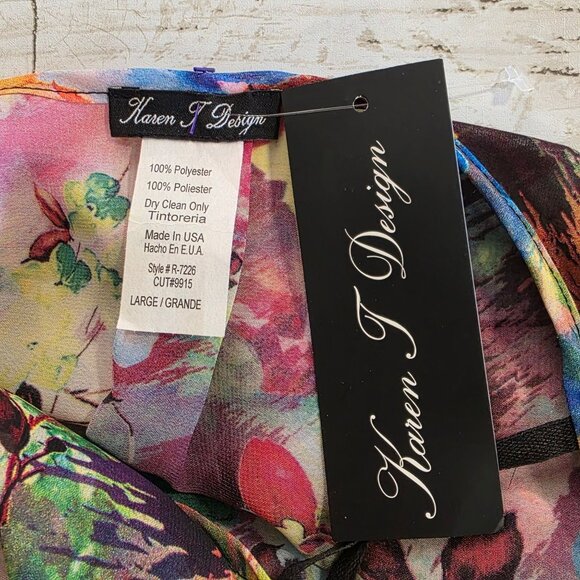 Karen T Design
100% Polyester
100% Poliester
Dry Clean Only
Tintoreria
Made In USA
Hacho En E.U.A.
Style # R-7226
CUT#9915
LARGE / GRANDE
Karen T Design